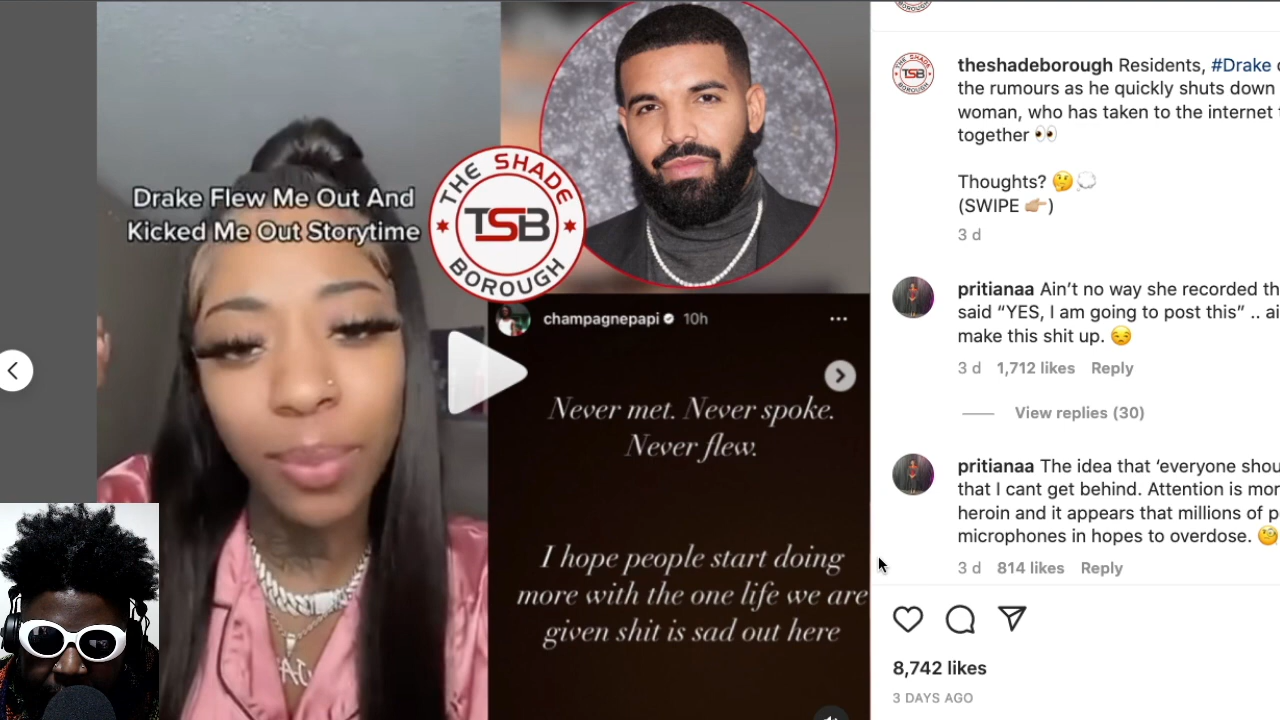 BOROUGH
theshadeborough Residents, #Drake
the rumours as he quickly shuts down
woman, who has taken to the internet
together 👀
Thoughts? 🤔💭
(SWIPE 👉🏼)
3 d
Drake Flew Me Out And
Kicked Me Out Storytime
THE SHADE
TSB
BOROUGH
champagnepapi 10h
Never met. Never spoke.
Never flew.
I hope people start doing
more with the one life we are
given shit is sad out here
pritianaa Ain’t no way she recorded th
said “YES, I am going to post this” .. ai
make this shit up. 😒
3 d 1,712 likes Reply
View replies (30)
pritianaa The idea that ‘everyone shou
that I cant get behind. Attention is mor
heroin and it appears that millions of p
microphones in hopes to overdose. 🧐
3 d 814 likes Reply
8,742 likes
3 DAYS AGO